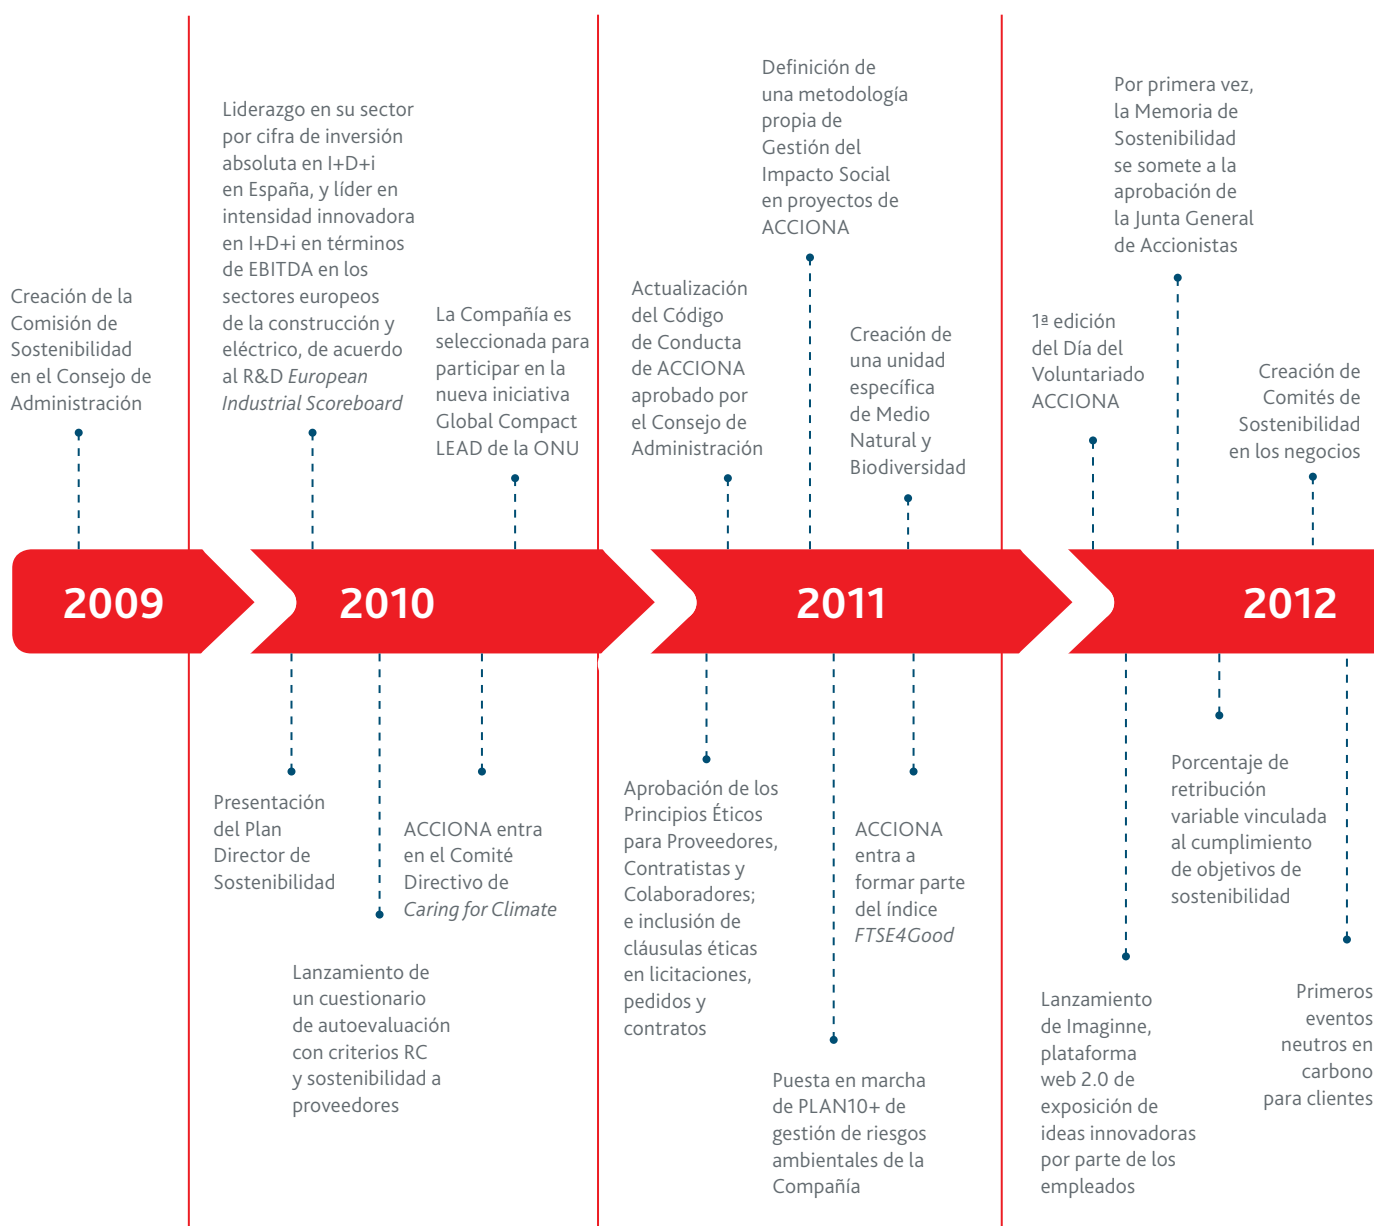 Creación de la
Comisión de
Sostenibilidad
en el Consejo de
Administración
2009
Liderazgo en su sector
por cifra de inversión
absoluta en I+D+i
en España, y líder en
intensidad innovadora
en I+D+i en términos
de EBITDA en los
sectores europeos
de la construcción y
eléctrico, de acuerdo
al R&D European
Industrial Scoreboard
La Compañía es
seleccionada para
participar en la
nueva iniciativa
Global Compact
LEAD de la ONU
2010
Presentación
del Plan
Director de
Sostenibilidad
Lanzamiento de
un cuestionario
de autoevaluación
con criterios RC
y sostenibilidad a
proveedores
ACCIONA entra
en el Comité
Directivo de
Caring for Climate
Actualización
del Código
de Conducta
de ACCIONA
aprobado por
el Consejo de
Administración
Definición de
una metodología
propia de
Gestión del
Impacto Social
en proyectos de
ACCIONA
Creación de
una unidad
específica
de Medio
Natural y
Biodiversidad
2011
Aprobación de los
Principios Éticos
para Proveedores,
Contratistas y
Colaboradores;
e inclusión de
cláusulas éticas
en licitaciones,
pedidos y
contratos
Puesta en marcha
de PLAN10+ de
gestión de riesgos
ambientales de la
Compañía
ACCIONA
entra a
formar parte
del índice
FTSE4Good
1ª edición
del Día del
Voluntariado
ACCIONA
Por primera vez,
la Memoria de
Sostenibilidad
se somete a la
aprobación de
la Junta General
de Accionistas
Creación de
Comités de
Sostenibilidad
en los negocios
2012
Lanzamiento
de Imaginne,
plataforma
web 2.0 de
exposición de
ideas innovadoras
por parte de los
empleados
Porcentaje de
retribución
variable vinculada
al cumplimiento
de objetivos de
sostenibilidad
Primeros
eventos
neutros en
carbono
para clientes